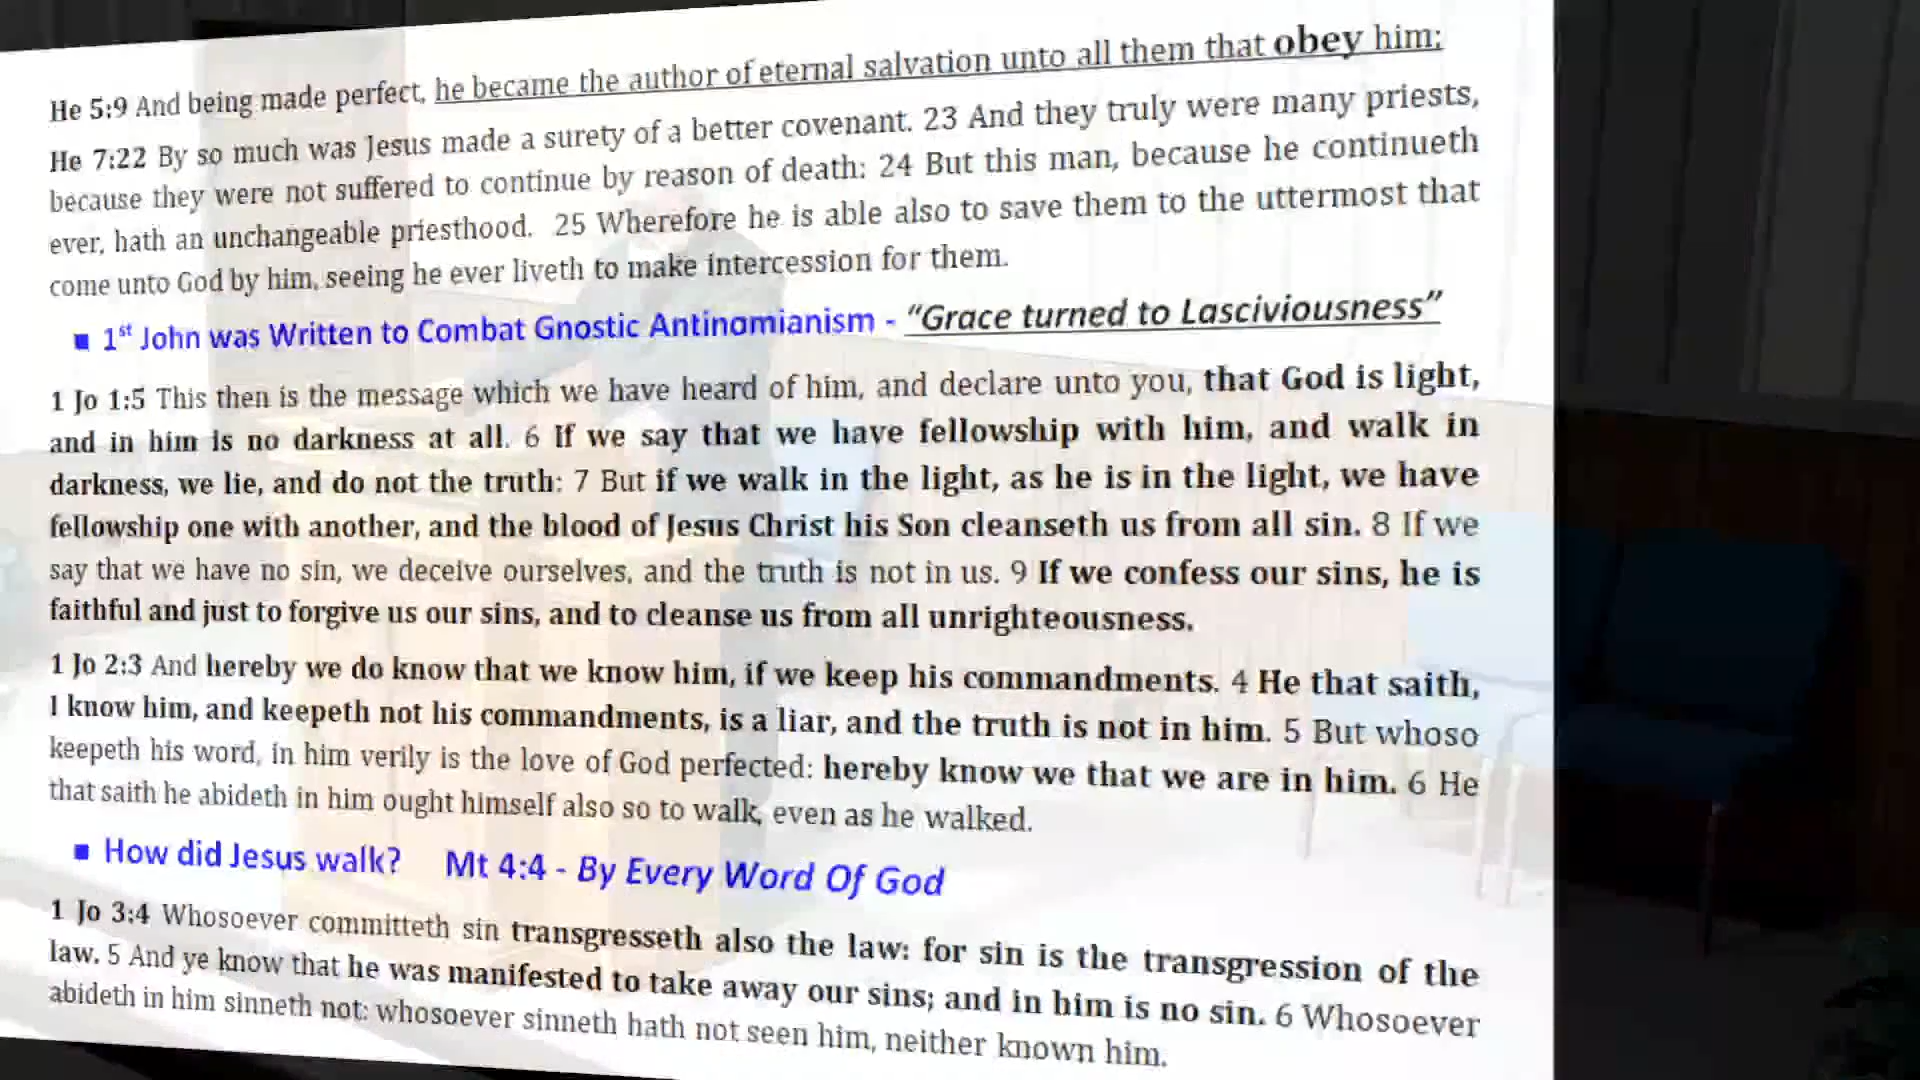 He 5:9 And being made perfect, he became the author of eternal salvation unto all them that obey him;
He 7:22 By so much was Jesus made a surety of a better covenant. 23 And they truly were many priests,
because they were not suffered to continue by reason of death: 24 But this man, because he continueth
ever, hath an unchangeable priesthood. 25 Wherefore he is able also to save them to the uttermost that
come unto God by him, seeing he ever liveth to make intercession for them.
■ 1st John was Written to Combat Gnostic Antinomianism - “Grace turned to Lasciviousness”
1 Jo 1:5 This then is the message which we have heard of him, and declare unto you, that God is light,
and in him is no darkness at all. 6 If we say that we have fellowship with him, and walk in
darkness, we lie, and do not the truth: 7 But if we walk in the light, as he is in the light, we have
fellowship one with another, and the blood of Jesus Christ his Son cleanseth us from all sin. 8 If we
say that we have no sin, we deceive ourselves, and the truth is not in us. 9 If we confess our sins, he is
faithful and just to forgive us our sins, and to cleanse us from all unrighteousness.
1 Jo 2:3 And hereby we do know that we know him, if we keep his commandments. 4 He that saith,
I know him, and keepeth not his commandments, is a liar, and the truth is not in him. 5 But whoso
keepeth his word, in him verily is the love of God perfected: hereby know we that we are in him. 6 He
that saith he abideth in him ought himself also so to walk, even as he walked.
■ How did Jesus walk? Mt 4:4 - By Every Word Of God
1 Jo 3:4 Whosoever committeth sin transgresseth also the law: for sin is the transgression of the
law. 5 And ye know that he was manifested to take away our sins; and in him is no sin. 6 Whosoever
abideth in him sinneth not: whosoever sinneth hath not seen him, neither known him.